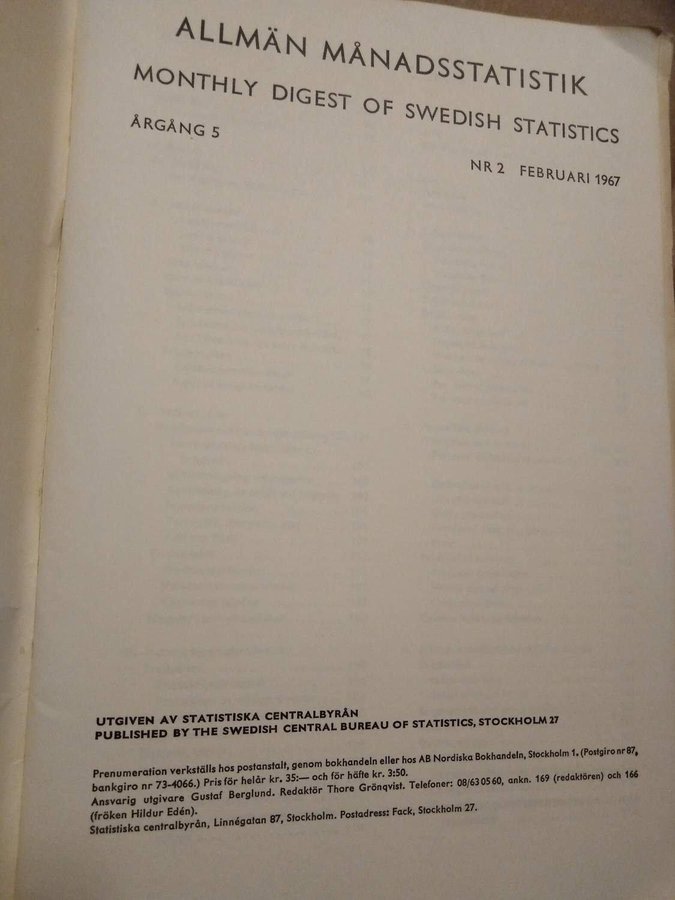 ALLMÄN MÅNADSSTATISTIK
MONTHLY DIGEST OF SWEDISH STATISTICS
ÅRGÅNG 5
NR 2 FEBRUARI 1967
UTGIVEN AV STATISTISKA CENTRALBYRÅN
PUBLISHED BY THE SWEDISH CENTRAL BUREAU OF STATISTICS, STOCKHOLM 27
Prenumeration verkställs hos postanstalt, genom bokhandeln eller hos AB Nordiska Bokhandeln, Stockholm 1. (Postgiro nr 87,
bankgiro nr 73-4066.) Pris för helår kr. 35:— och för häfte kr. 3:50.
Ansvarig utgivare Gustaf Berglund. Redaktör Thore Grönqvist. Telefoner: 08/63 05 60, ankn. 169 (redaktören) och 166
(fröken Hildur Edén).
Statistiska centralbyrån, Linnégatan 87, Stockholm. Postadress: Fack, Stockholm 27.